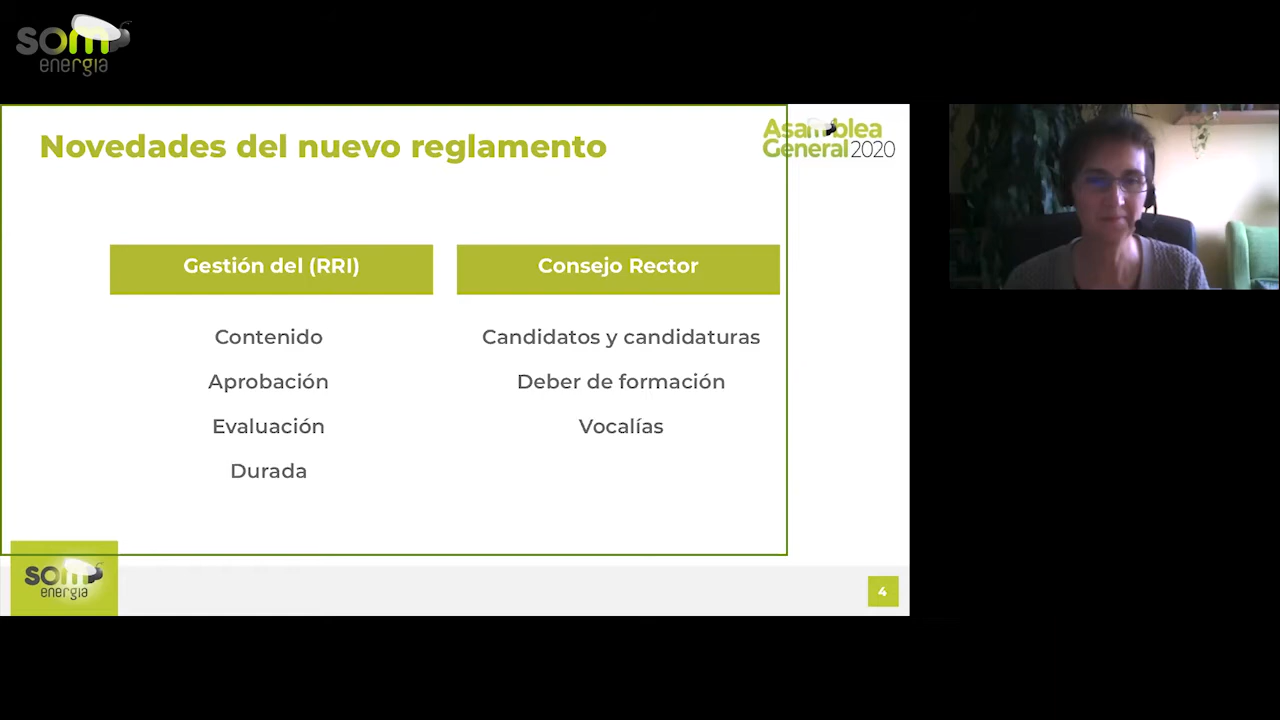 som
energia
Novedades del nuevo reglamento
Asamblea
General 2020
Gestión del (RRI)
Consejo Rector
Contenido
Candidatos y candidaturas
Aprobación
Deber de formación
Evaluación
Vocalías
Durada
som
energia
4